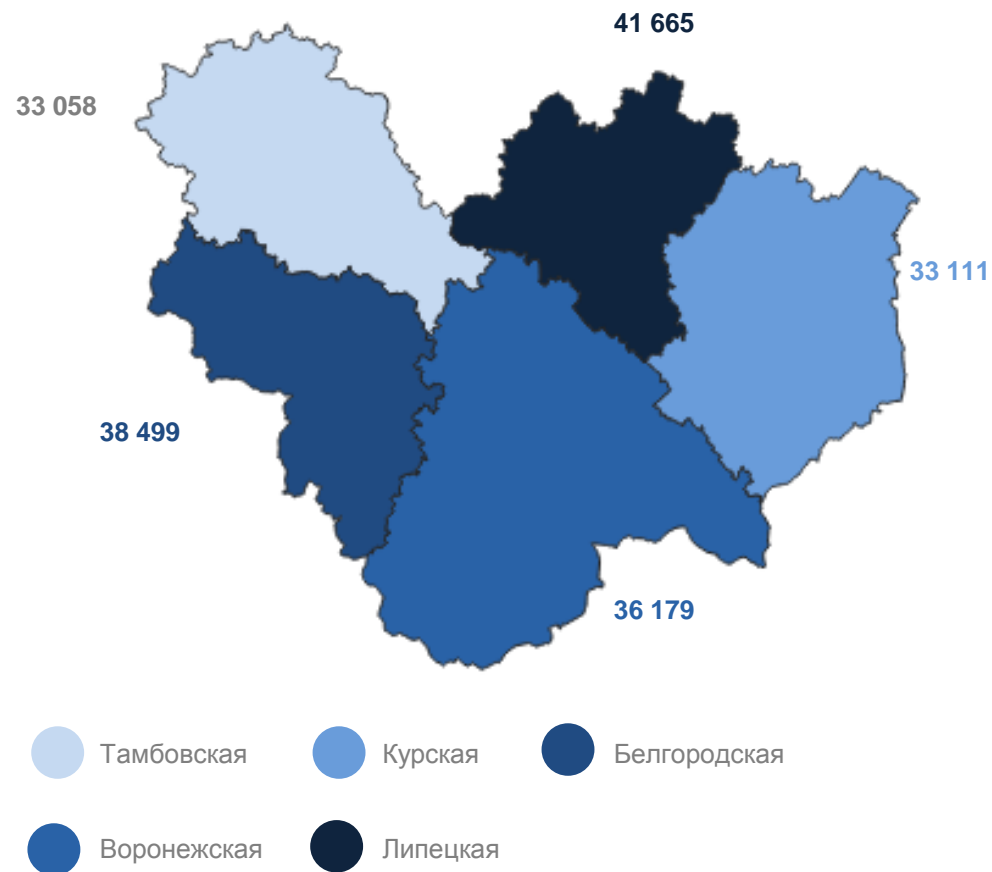 41 665
33 058
33 111
38 499
36 179
Тамбовская
Курская
Белгородская
Воронежская
Липецкая